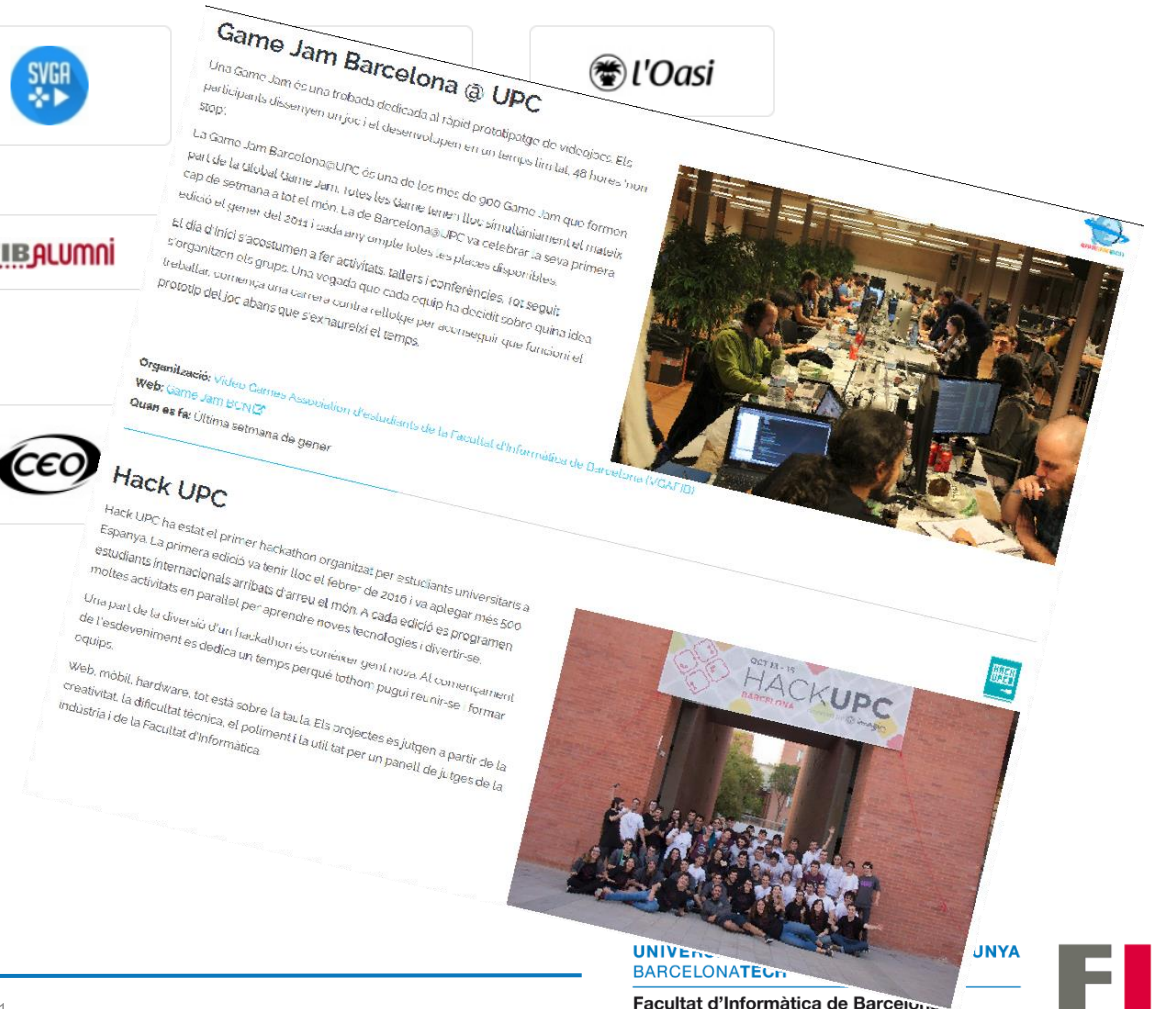 SVGA
l'Oasi
IBALUMNI
CEO
Game Jam Barcelona @ UPC
Una Game Jam és una trobada dedicada al ràpid prototipatge de videojocs. Els
participants dissenyen un joc i el desenvolupen en un temps limitat, 48 hores 'non
stop'.
La Game Jam Barcelona@UPC és una de les més de 900 Game Jam que formen
part de la Global Game Jam. Totes les Game tenen lloc simultàniament el mateix
cap de setmana a tot el món. La de Barcelona@UPC va celebrar la seva primera
edició el gener del 2011 i cada any omple totes les places disponibles.
El dia d'inici s'acostumen a fer activitats, tallers i conferències. Tot seguit
s'organitzen els grups. Una vegada que cada equip ha decidit sobre quina idea
treballar, comença una carrera contra rellotge per aconseguir que funcioni el
prototip del joc abans que s'exhaureixi el temps.
Organització: Video Games Association d'estudiants de la Facultat d'Informàtica de Barcelona (VGAFIB)
Web: Game Jam BCN
Quan es fa: Última setmana de gener
Hack UPC
Hack UPC ha estat el primer hackathon organitzat per estudiants universitaris a
Espanya. La primera edició va tenir lloc el febrer de 2016 i va aplegar més 500
estudiants internacionals arribats d'arreu el món. A cada edició es programen
moltes activitats en paral·lel per aprendre noves tecnologies i divertir-se.
Una part de la diversió d'un hackathon és conèixer gent nova. Al començament
de l'esdeveniment es dedica un temps perquè tothom pugui reunir-se i formar
equips.
Web, mòbil, hardware, tot està sobre la taula. Els projectes es jutgen a partir de la
creativitat, la dificultat tècnica, el poliment i la utilitat per un panell de jutges de la
indústria i de la Facultat d'Informàtica.
HACKUPC
BARCELONA
HACK
UPC
UNIVER
UNYA
BARCELONATECH
Facultat d'Informàtica de Barcelona
FI